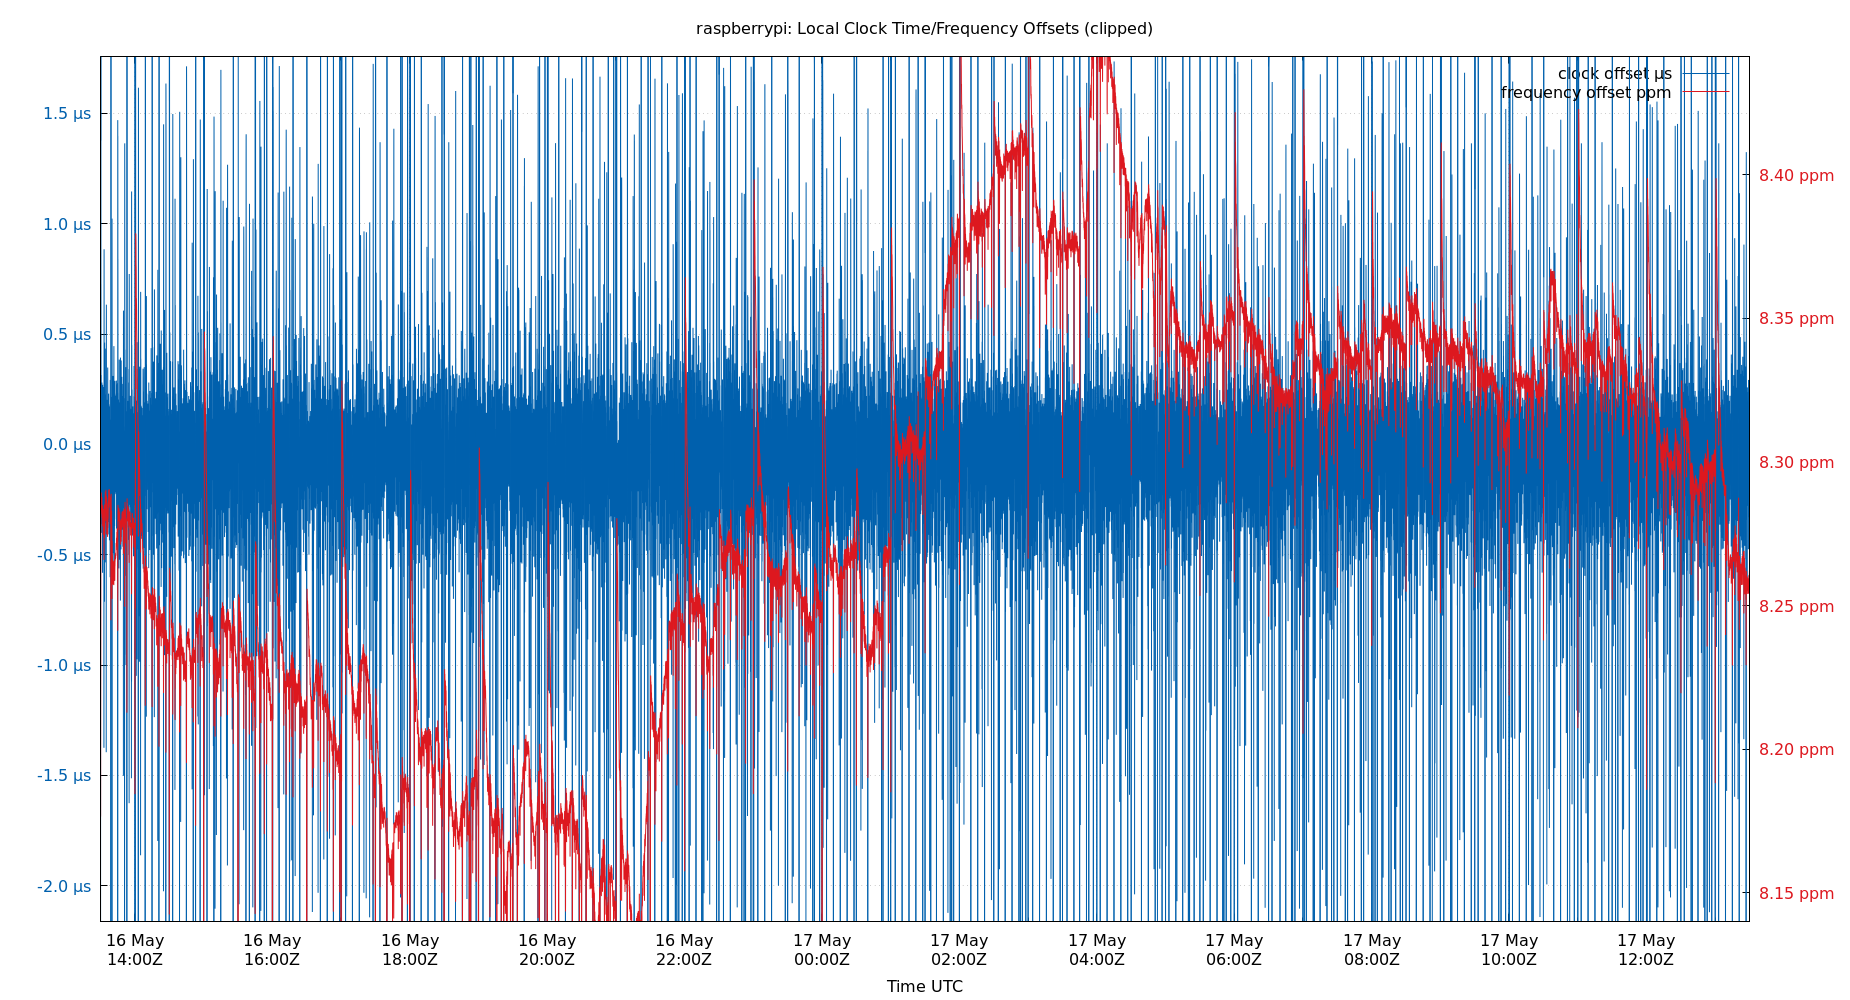 raspberrypi: Local Clock Time/Frequency Offsets (clipped)
clock offset µs
frequency offset ppm
1.5 µs
1.0 µs
0.5 µs
0.0 µs
-0.5 µs
-1.0 µs
-1.5 µs
-2.0 µs
8.40 ppm
8.35 ppm
8.30 ppm
8.25 ppm
8.20 ppm
8.15 ppm
16 May 16 May 16 May 16 May 16 May 17 May 17 May 17 May 17 May 17 May 17 May 17 May
14:00Z 16:00Z 18:00Z 20:00Z 22:00Z 00:00Z 02:00Z 04:00Z 06:00Z 08:00Z 10:00Z 12:00Z
Time UTC